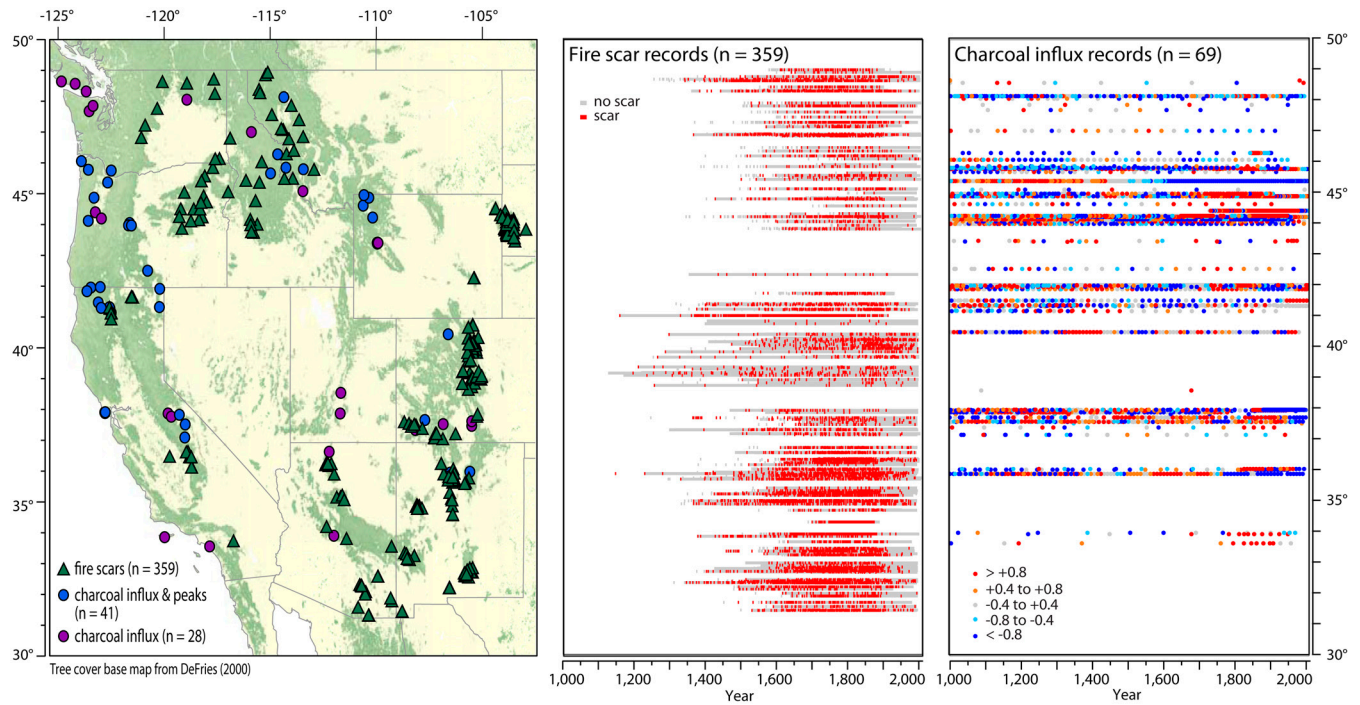 -125° -120° -115° -110° -105°
50°
45°
40°
35°
30°
fire scars (n = 359)
charcoal influx & peaks
(n = 41)
charcoal influx (n = 28)
Tree cover base map from DeFries (2000)
Fire scar records (n = 359)
no scar
scar
1,000 1,200 1,400 1,600 1,800 2,000
Year
Charcoal influx records (n = 69)
> +0.8
+0.4 to +0.8
-0.4 to +0.4
-0.8 to -0.4
< -0.8
1,000 1,200 1,400 1,600 1,800 2,000
Year
50°
45°
40°
35°
30°